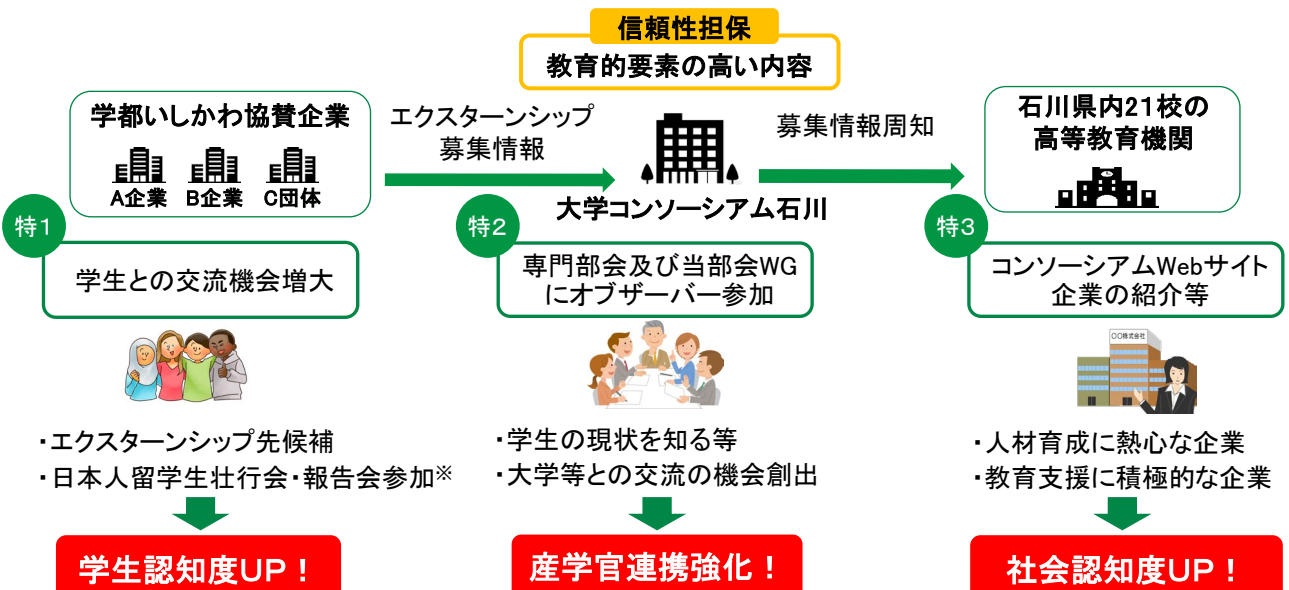 信頼性担保
教育的要素の高い内容
学都いしかわ協賛企業
A企業 B企業 C団体
エクスターンシップ
募集情報
大学コンソーシアム石川
募集情報周知
石川県内21校の
高等教育機関
特1
学生との交流機会増大
・エクスターンシップ先候補
・日本人留学生壮行会・報告会参加※
学生認知度UP！
特2
専門部会及び当部会WG
にオブザーバー参加
・学生の現状を知る等
・大学等との交流の機会創出
産学官連携強化！
特3
コンソーシアムWebサイト
企業の紹介等
〇〇株式会社
・人材育成に熱心な企業
・教育支援に積極的な企業
社会認知度UP！